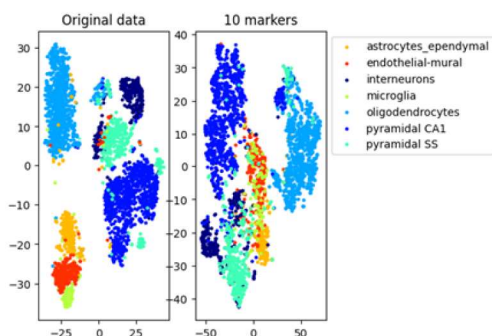 Original data
10 markers
30
20
10
0
−10
−20
−30
−25
0
25
40
30
20
10
0
−10
−20
−30
−40
−50
0
50
astrocytes_ependymal
endothelial-mural
interneurons
microglia
oligodendrocytes
pyramidal CA1
pyramidal SS